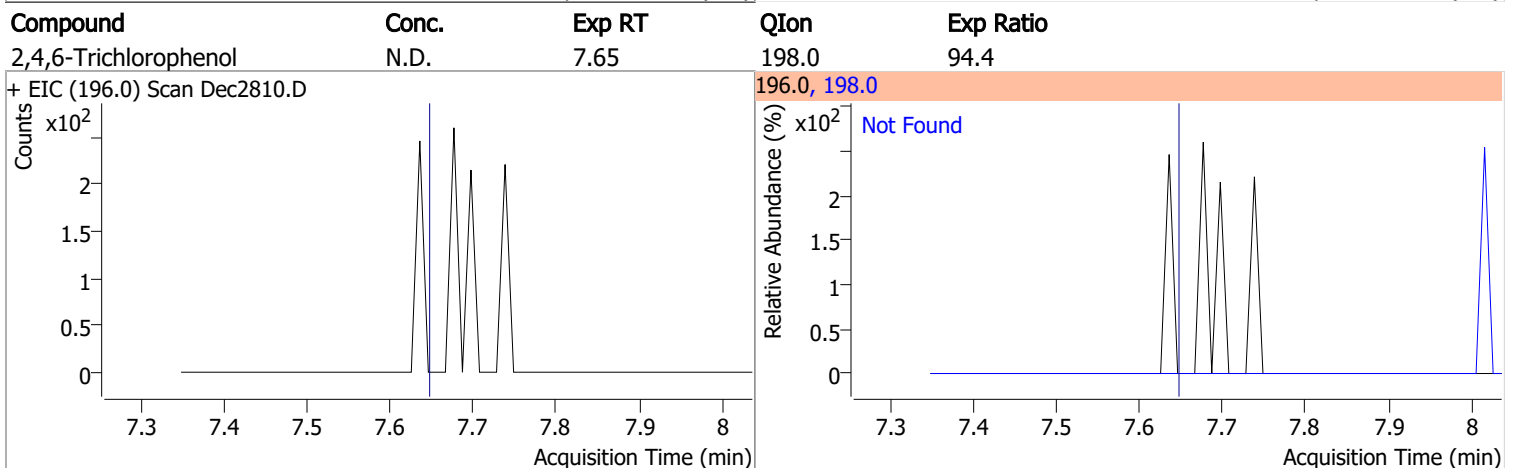 Compound Conc. Exp RT QIon Exp Ratio
2,4,6-Trichlorophenol N.D. 7.65 198.0 94.4
+ EIC (196.0) Scan Dec2810.D
Counts
x10²
2
1.5
1
0.5
0
7.3 7.4 7.5 7.6 7.7 7.8 7.9 8
Acquisition Time (min)
196.0, 198.0
Relative Abundance (%)
x10²
Not Found
2
1.5
1
0.5
0
7.3 7.4 7.5 7.6 7.7 7.8 7.9 8
Acquisition Time (min)